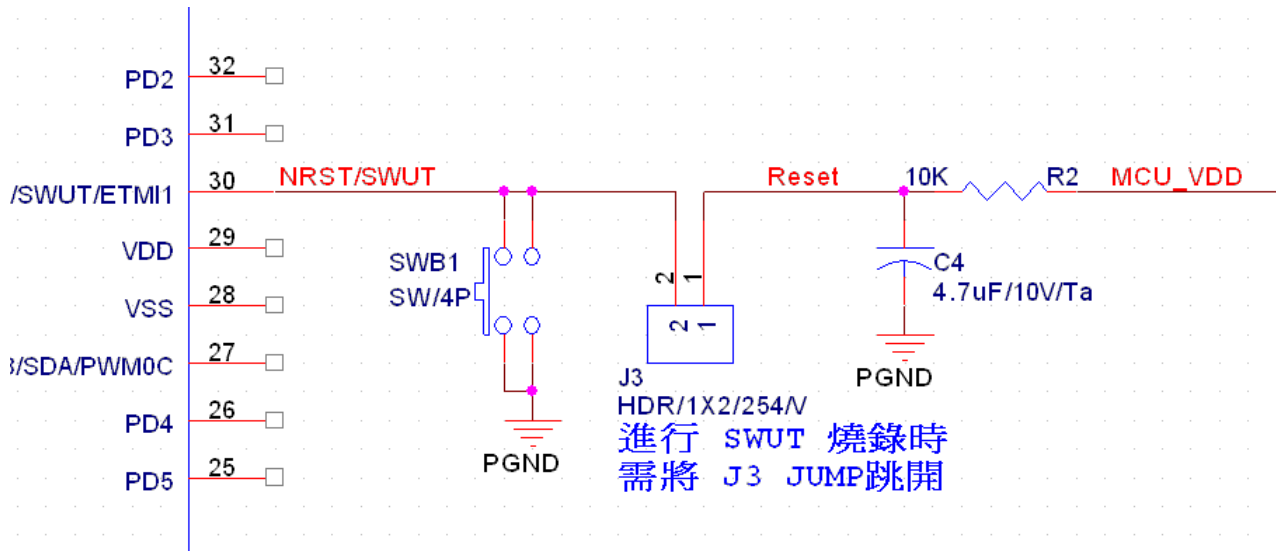 PD2 32
PD3 31
/SWUT/ETMI1 30 NRST/SWUT Reset 10K R2 MCU_VDD
VDD 29
VSS 28
3/SDA/PWM0C 27
PD4 26
PD5 25
SWB1
SW/4P
PGND
2 1
2 1
J3
HDR/1X2/254/V
進行 SWUT 燒錄時
需將 J3 JUMP跳開
C4
4.7uF/10V/Ta
PGND